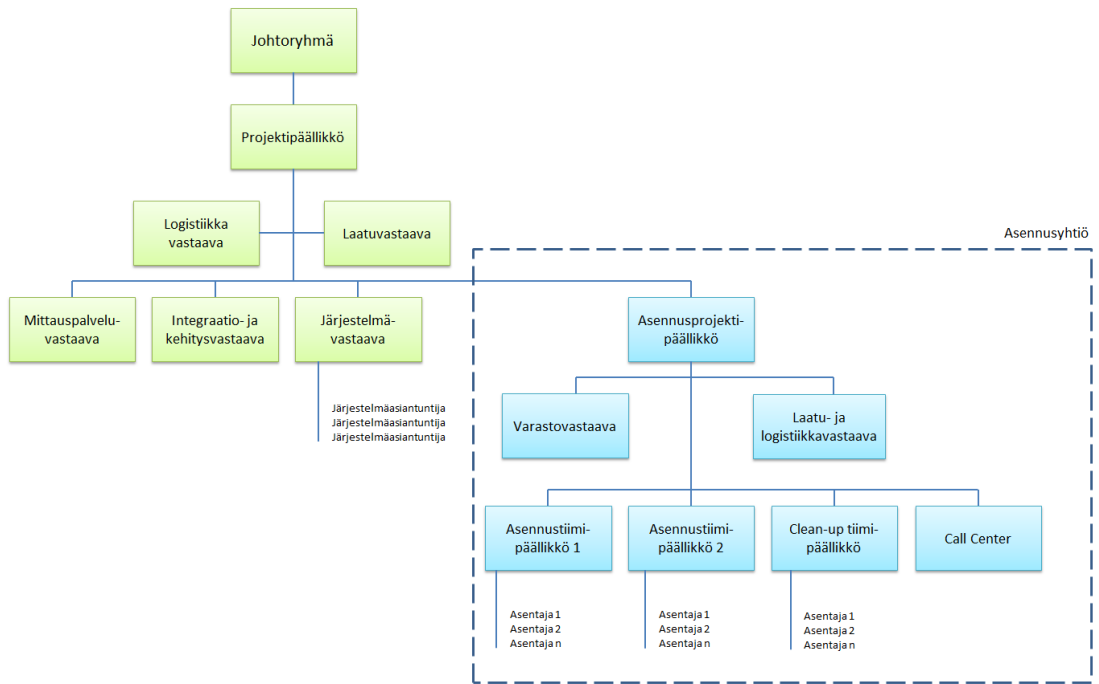 Johtoryhmä
Projektipäällikkö
Logistiikka
vastaava
Laatuvastaava
Asennusyhtiö
Mittauspalvelu-
vastaava
Integraatio- ja
kehitysvastaava
Järjestelmä-
vastaava
Asennusprojekti-
päällikkö
Järjestelmäasiantuntija
Järjestelmäasiantuntija
Järjestelmäasiantuntija
Varastovastaava
Laatu- ja
logistiikkavastaava
Asennustiimi-
päällikkö 1
Asennustiimi-
päällikkö 2
Clean-up tiimi-
päällikkö
Call Center
Asentaja 1
Asentaja 2
Asentaja n
Asentaja 1
Asentaja 2
Asentaja n
Asentaja 1
Asentaja 2
Asentaja n